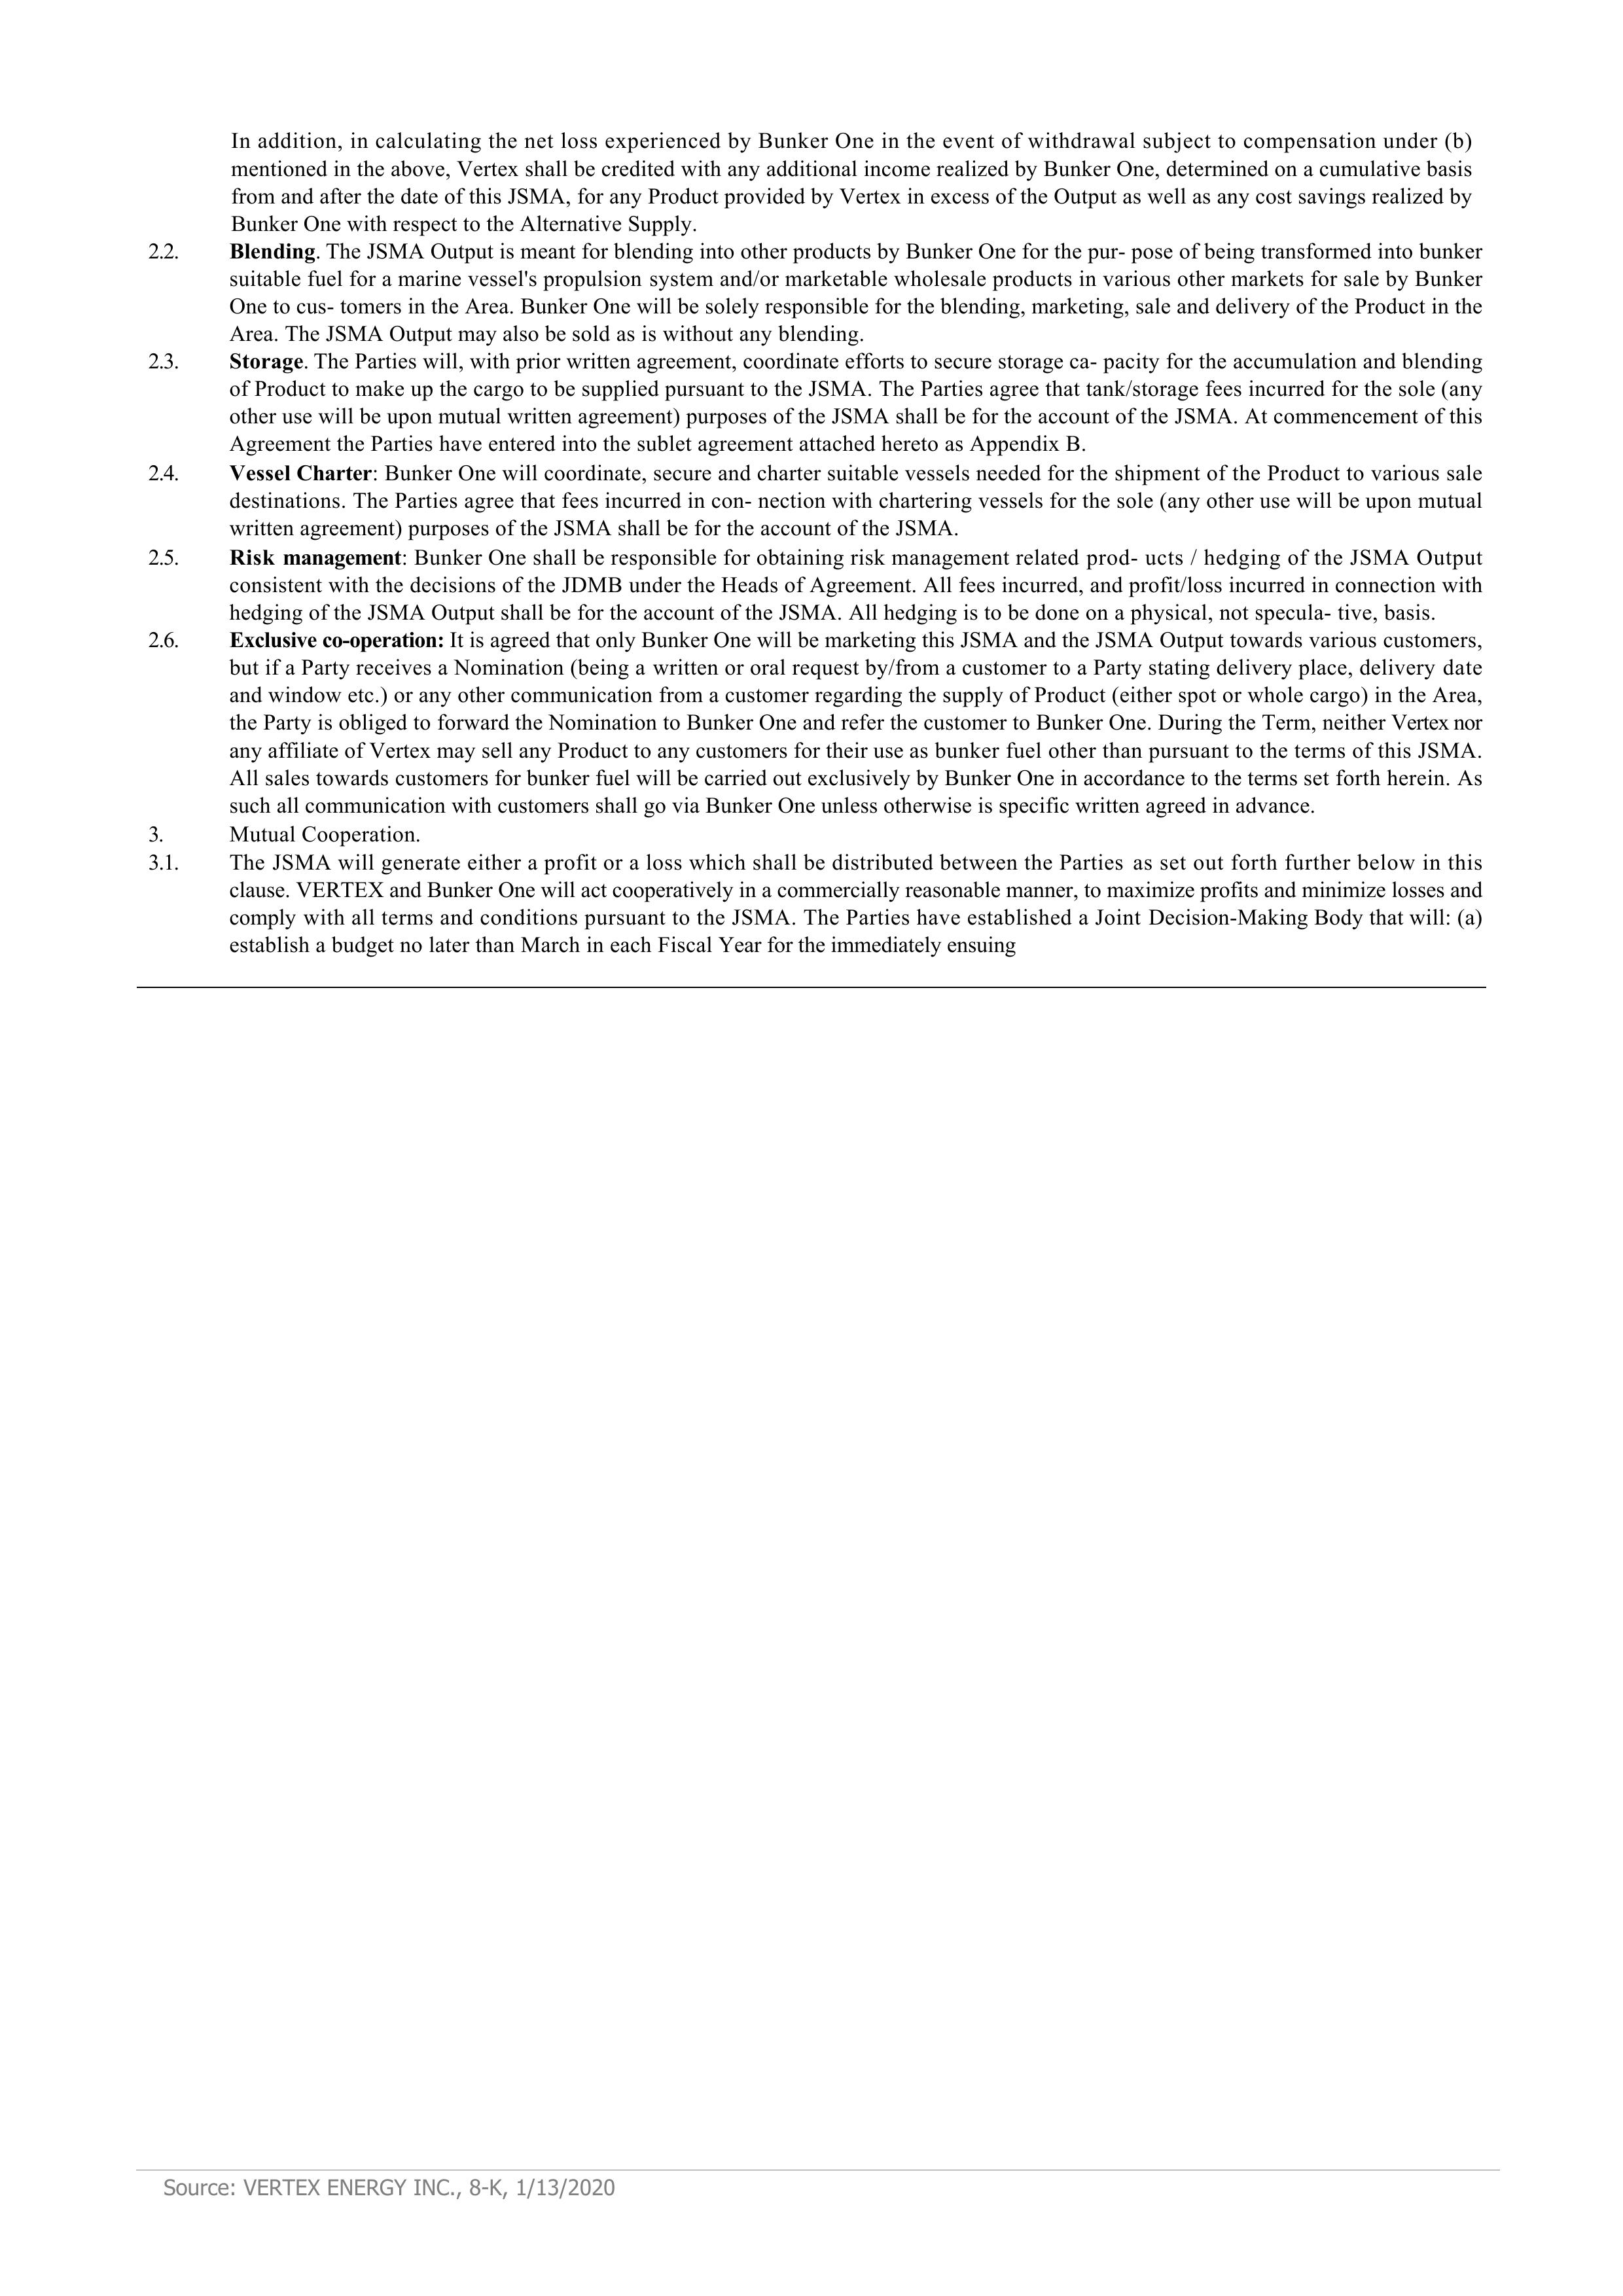 In addition, in calculating the net loss experienced by Bunker One in the event of withdrawal subject to compensation under (b)
mentioned in the above, Vertex shall be credited with any additional income realized by Bunker One, determined on a cumulative basis
from and after the date of this JSMA, for any Product provided by Vertex in excess of the Output as well as any cost savings realized by
Bunker One with respect to the Alternative Supply.
2.2. Blending. The JSMA Output is meant for blending into other products by Bunker One for the pur- pose of being transformed into bunker
suitable fuel for a marine vessel's propulsion system and/or marketable wholesale products in various other markets for sale by Bunker
One to cus- tomers in the Area. Bunker One will be solely responsible for the blending, marketing, sale and delivery of the Product in the
Area. The JSMA Output may also be sold as is without any blending.
2.3. Storage. The Parties will, with prior written agreement, coordinate efforts to secure storage ca- pacity for the accumulation and blending
of Product to make up the cargo to be supplied pursuant to the JSMA. The Parties agree that tank/storage fees incurred for the sole (any
other use will be upon mutual written agreement) purposes of the JSMA shall be for the account of the JSMA. At commencement of this
Agreement the Parties have entered into the sublet agreement attached hereto as Appendix B.
2.4. Vessel Charter: Bunker One will coordinate, secure and charter suitable vessels needed for the shipment of the Product to various sale
destinations. The Parties agree that fees incurred in con- nection with chartering vessels for the sole (any other use will be upon mutual
written agreement) purposes of the JSMA shall be for the account of the JSMA.
2.5. Risk management: Bunker One shall be responsible for obtaining risk management related prod- ucts / hedging of the JSMA Output
consistent with the decisions of the JDMB under the Heads of Agreement. All fees incurred, and profit/loss incurred in connection with
hedging of the JSMA Output shall be for the account of the JSMA. All hedging is to be done on a physical, not specula- tive, basis.
2.6. Exclusive co-operation: It is agreed that only Bunker One will be marketing this JSMA and the JSMA Output towards various customers,
but if a Party receives a Nomination (being a written or oral request by/from a customer to a Party stating delivery place, delivery date
and window etc.) or any other communication from a customer regarding the supply of Product (either spot or whole cargo) in the Area,
the Party is obliged to forward the Nomination to Bunker One and refer the customer to Bunker One. During the Term, neither Vertex nor
any affiliate of Vertex may sell any Product to any customers for their use as bunker fuel other than pursuant to the terms of this JSMA.
All sales towards customers for bunker fuel will be carried out exclusively by Bunker One in accordance to the terms set forth herein. As
such all communication with customers shall go via Bunker One unless otherwise is specific written agreed in advance.
3. Mutual Cooperation.
3.1. The JSMA will generate either a profit or a loss which shall be distributed between the Parties as set out forth further below in this
clause. VERTEX and Bunker One will act cooperatively in a commercially reasonable manner, to maximize profits and minimize losses and
comply with all terms and conditions pursuant to the JSMA. The Parties have established a Joint Decision-Making Body that will: (a)
establish a budget no later than March in each Fiscal Year for the immediately ensuing
Source: VERTEX ENERGY INC., 8-K, 1/13/2020